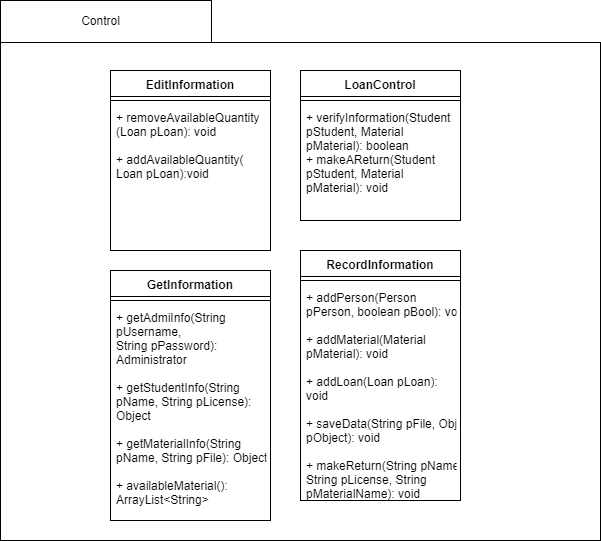 Control
EditInformation
+ removeAvailableQuantity
(Loan pLoan): void
+ addAvailableQuantity(
Loan pLoan):void
LoanControl
+ verifyInformation(Student
pStudent, Material
pMaterial): boolean
+ makeAReturn(Student
pStudent, Material
pMaterial): void
GetInformation
+ getAdmiInfo(String
pUsername,
String pPassword):
Administrator
+ getStudentInfo(String
pName, String pLicense):
Object
+ getMaterialInfo(String
pName, String pFile): Object
+ availableMaterial():
ArrayList<String>
RecordInformation
+ addPerson(Person
pPerson, boolean pBool): vo
+ addMaterial(Material
pMaterial): void
+ addLoan(Loan pLoan):
void
+ saveData(String pFile, Obj
pObject): void
+ makeReturn(String pName
String pLicense, String
pMaterialName): void